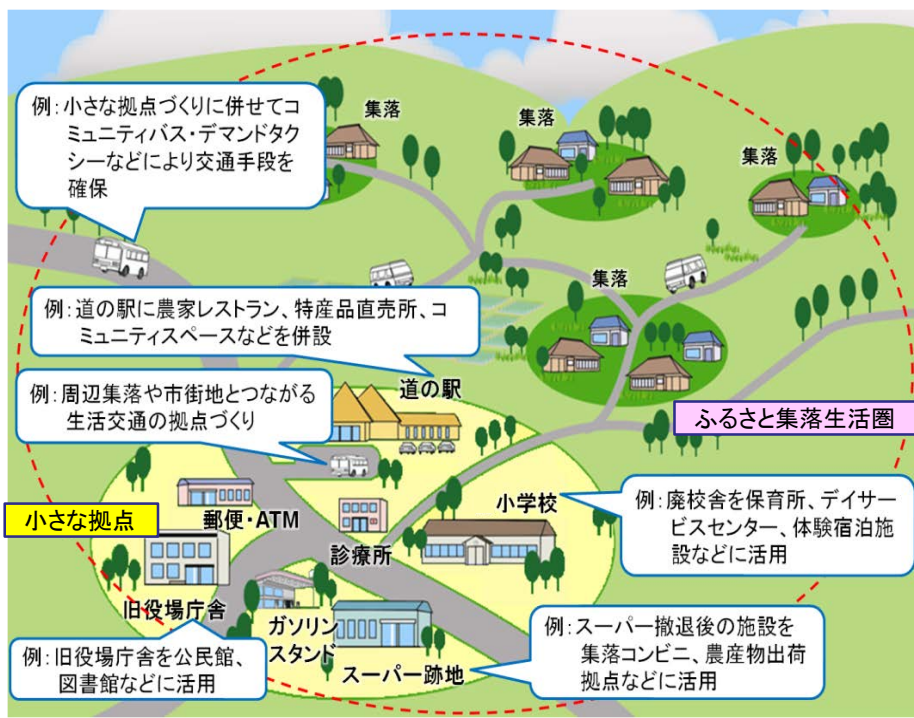 例：小さな拠点づくりに併せてコ
ミュニティバス・デマンドタク
シーなどにより交通手段を
確保
集落
集落
集落
集落
例：道の駅に農家レストラン、特産品直売所、コ
ミュニティスペースなどを併設
道の駅
例：周辺集落や市街地とつながる
生活交通の拠点づくり
ふるさと集落生活圏
小さな拠点
郵便・ATM
診療所
小学校
例：廃校舎を保育所、デイサー
ビスセンター、体験宿泊施
設などに活用
旧役場庁舎
ガソリン
スタンド
スーパー跡地
例：旧役場庁舎を公民館、
図書館などに活用
例：スーパー撤退後の施設を
集落コンビニ、農産物出荷
拠点などに活用